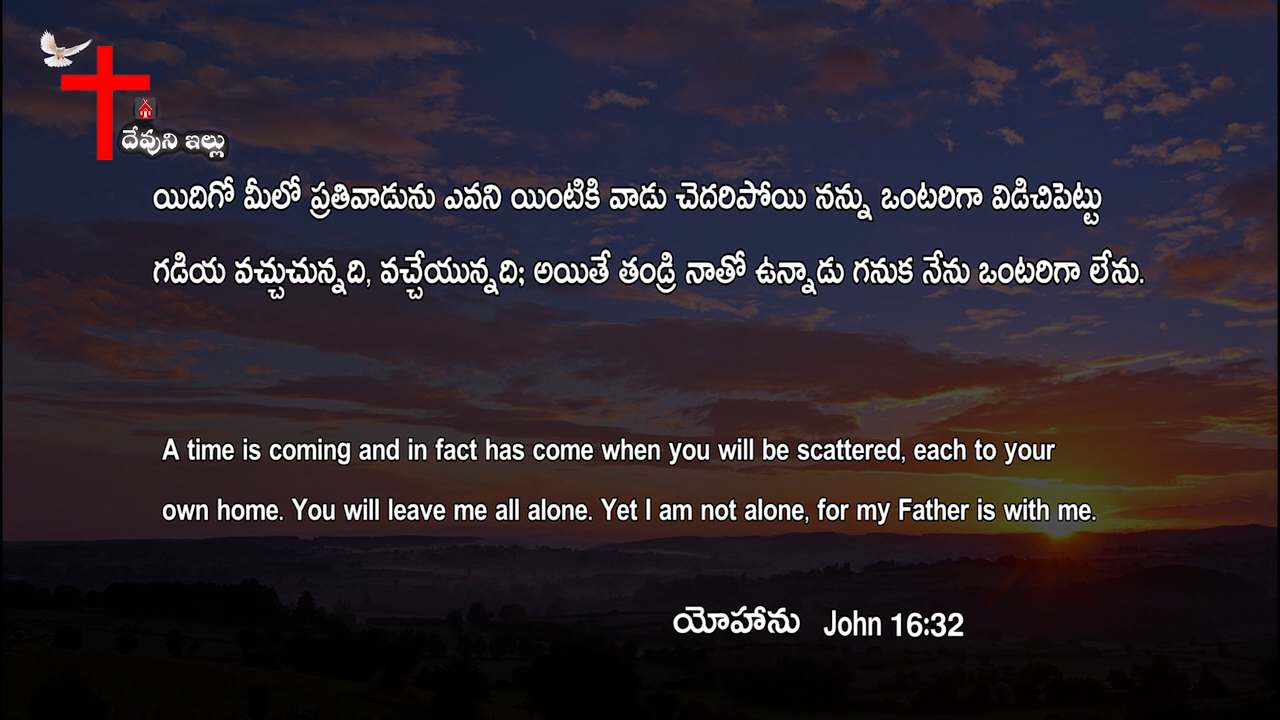 దేవుని ఇల్లు
యిదిగో మీలో ప్రతివాడును ఎవని యింటికి వాడు చెదరిపోయి నన్ను ఒంటరిగా విడిచిపెట్టు
గడియ వచ్చుచున్నది, వచ్చేయున్నది; అయితే తండ్రి నాతో ఉన్నాడు గనుక నేను ఒంటరిగా లేను.
A time is coming and in fact has come when you will be scattered, each to your
own home. You will leave me all alone. Yet I am not alone, for my Father is with me.
యోహాను John 16:32